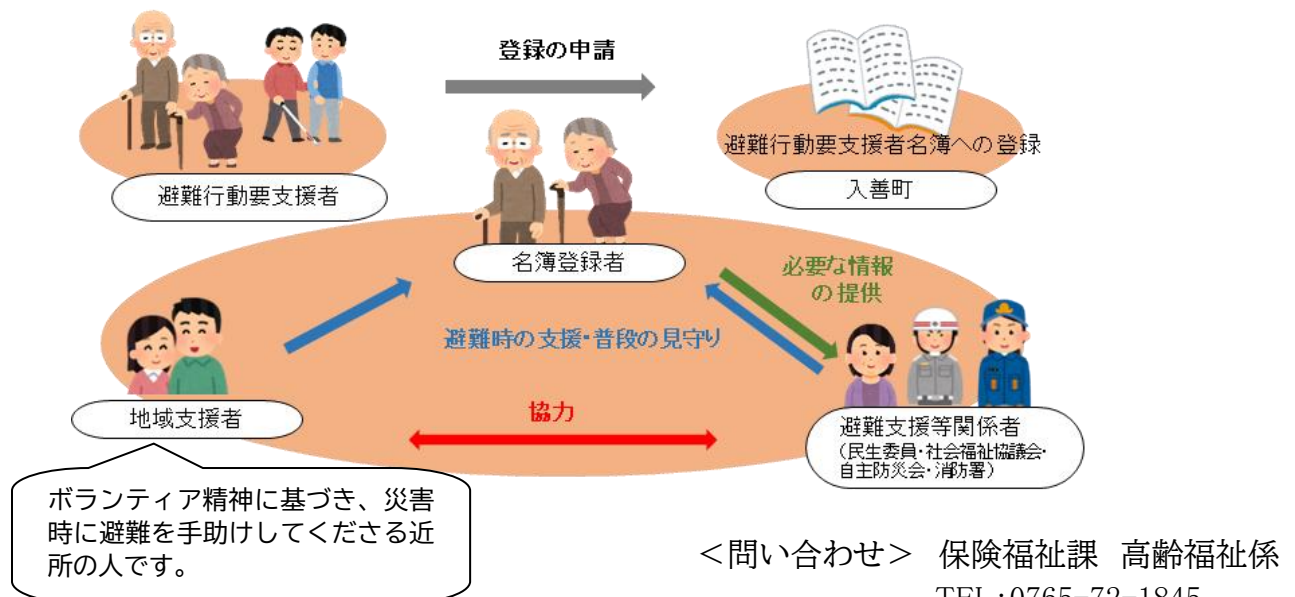 登録の申請
避難行動要支援者名簿への登録
避難行動要支援者
入善町
名簿登録者
必要な情報
の提供
避難時の支援・普段の見守り
地域支援者
協力
避難支援等関係者
（民生委員・社会福祉協議会・
自主防災会・消防署）
ボランティア精神に基づき、災害
時に避難を手助けしてくださる近
所の人です。
＜問い合わせ＞ 保険福祉課 高齢福祉係
TEL：0765-72-1845